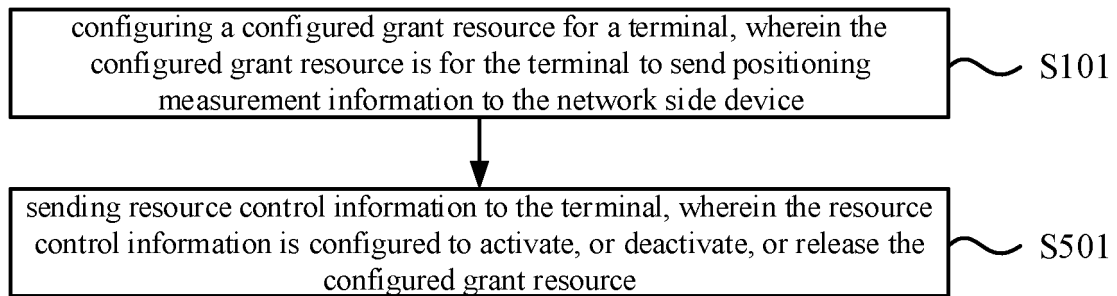 configuring a configured grant resource for a terminal, wherein the
configured grant resource is for the terminal to send positioning
measurement information to the network side device
S101
sending resource control information to the terminal, wherein the resource
control information is configured to activate, or deactivate, or release the
configured grant resource
S501